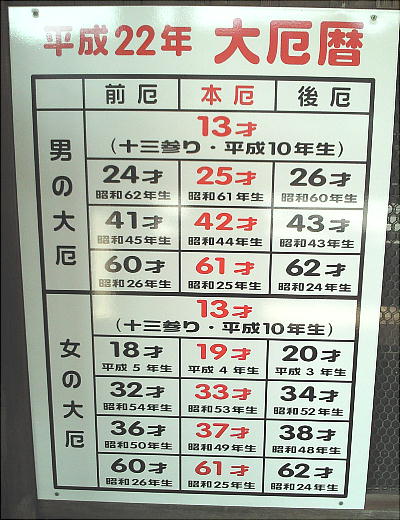 平成22年 大厄暦
前厄 本厄 後厄
男の大厄
13才
(十三参り・平成10年生)
24才 25才 26才
昭和62年生 昭和61年生 昭和60年生
41才 42才 43才
昭和45年生 昭和44年生 昭和43年生
60才 61才 62才
昭和26年生 昭和25年生 昭和24年生
女の大厄
13才
(十三参り・平成10年生)
18才 19才 20才
平成5年生 平成4年生 平成3年生
32才 33才 34才
昭和54年生 昭和53年生 昭和52年生
36才 37才 38才
昭和50年生 昭和49年生 昭和48年生
60才 61才 62才
昭和26年生 昭和25年生 昭和24年生